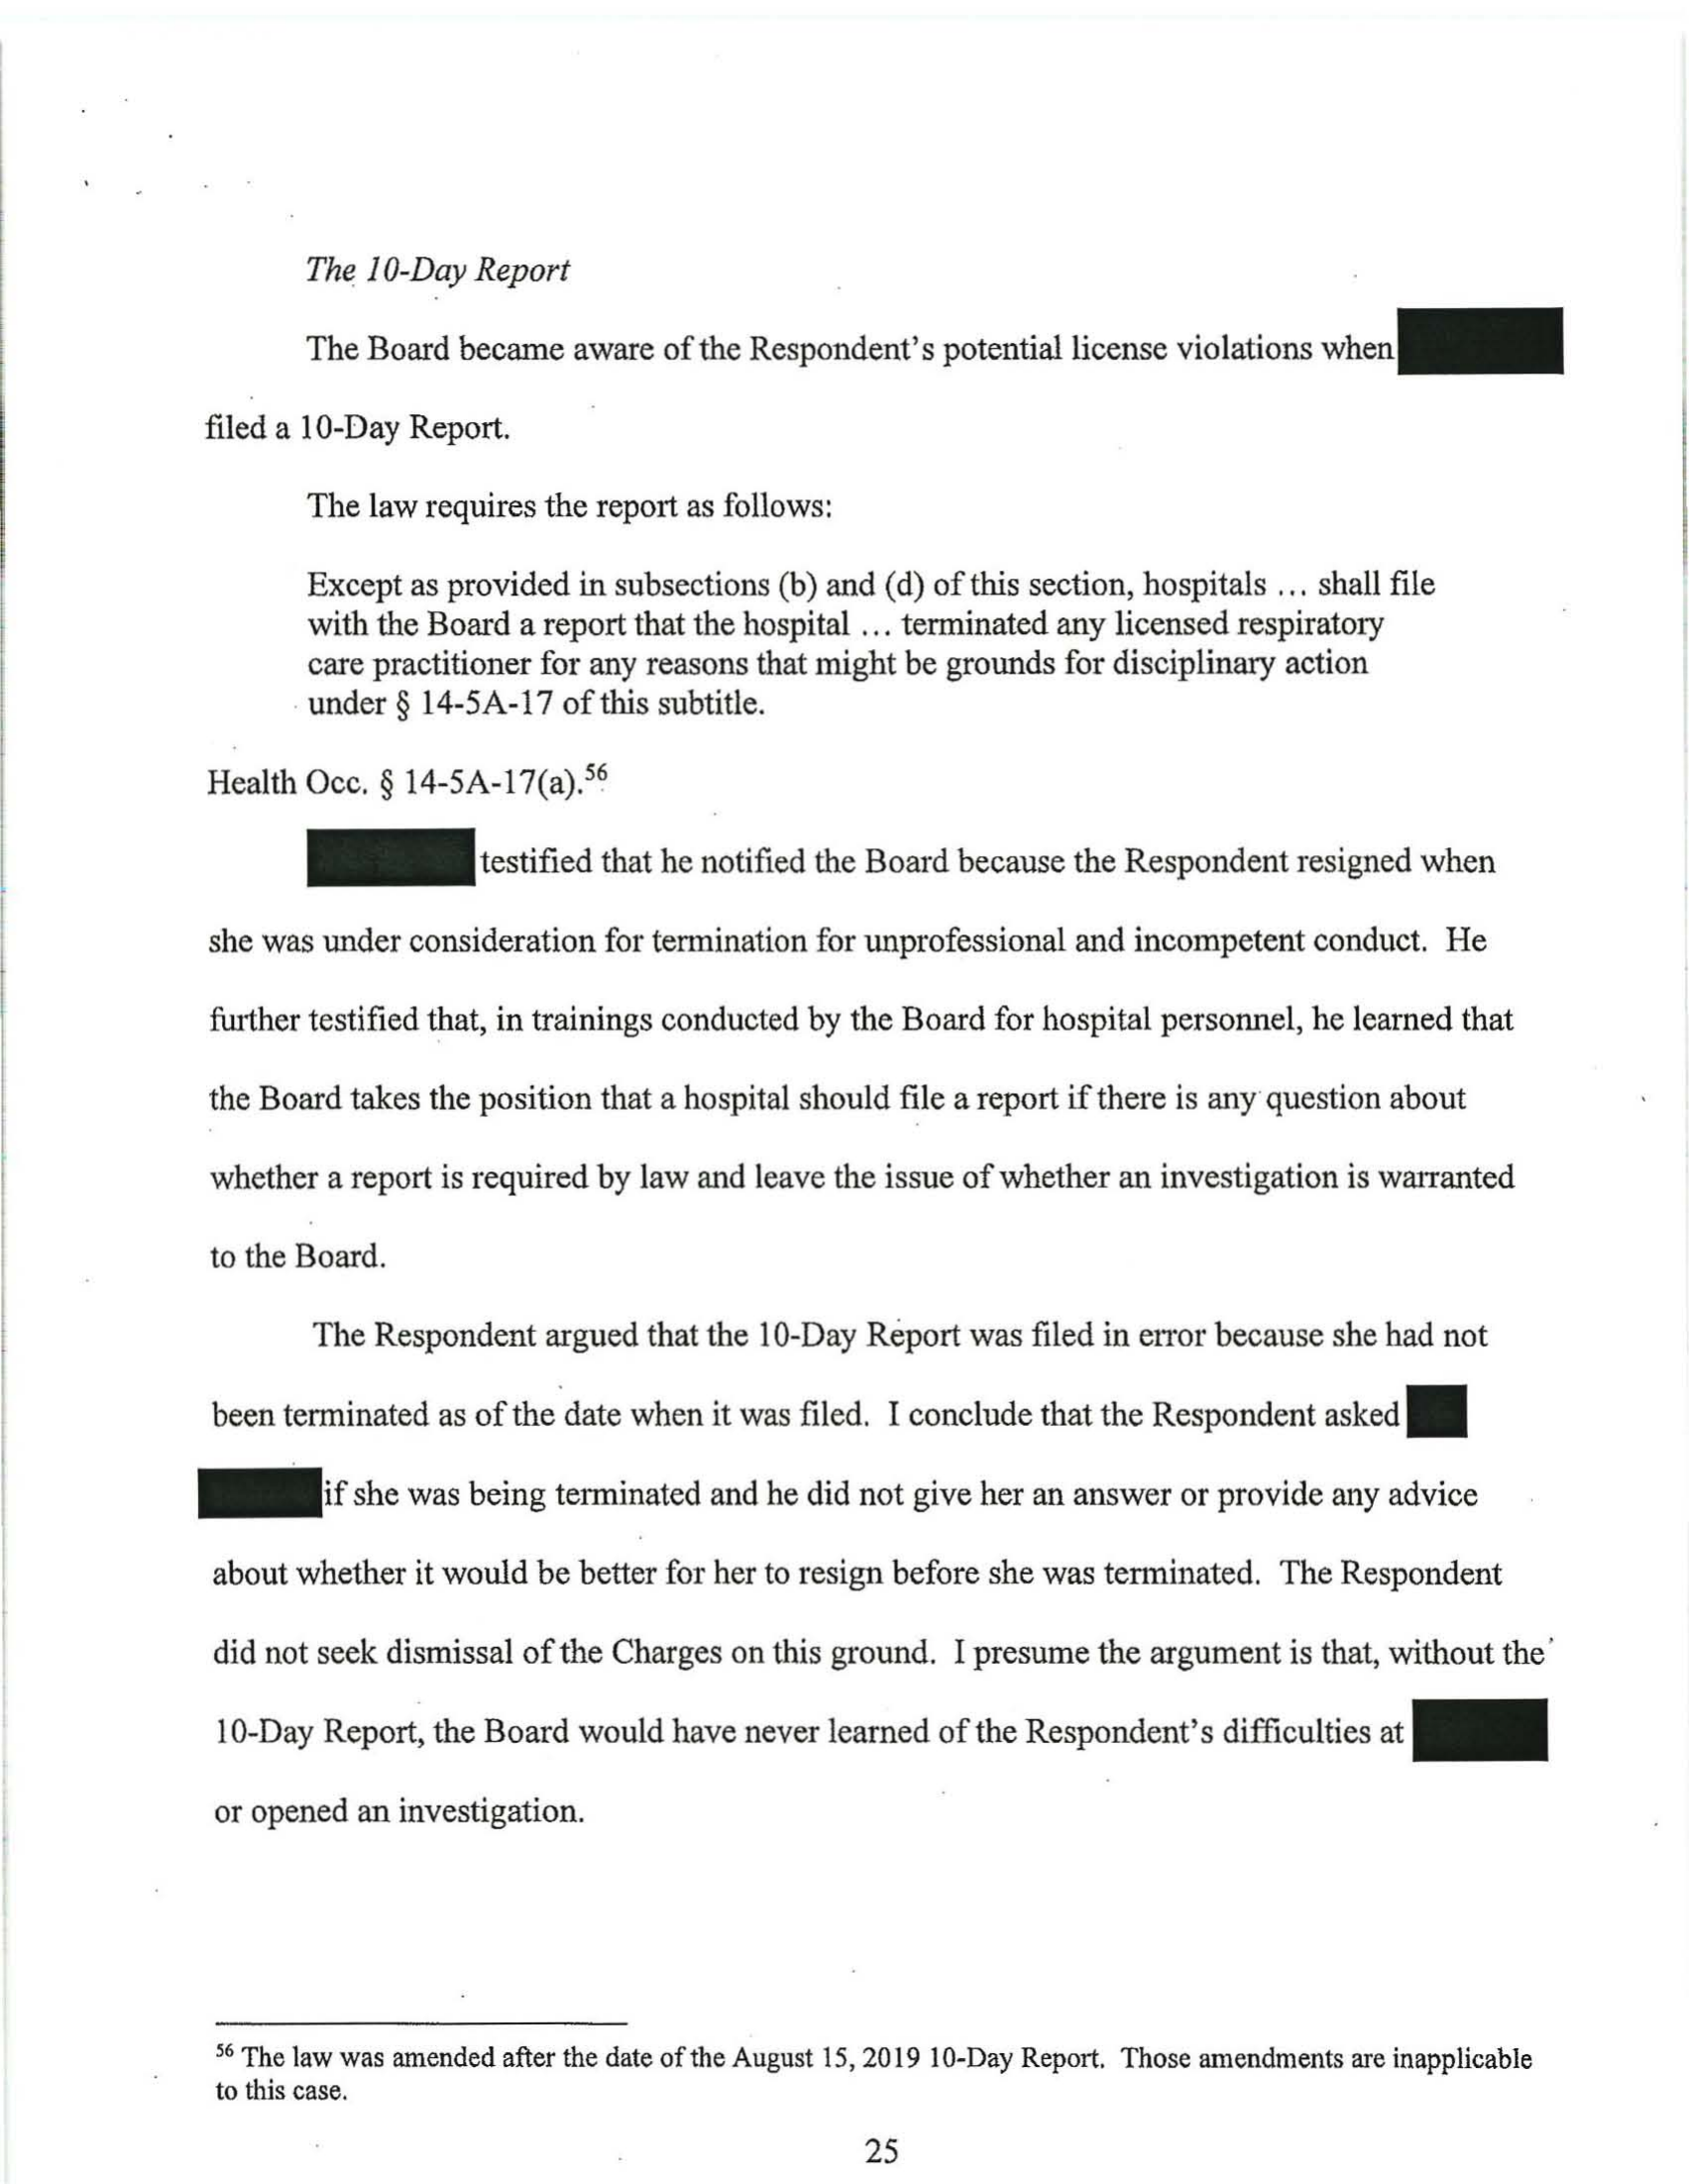 The 10-Day Report
The Board became aware of the Respondent's potential license violations when
filed a 10-Day Report.
The law requires the report as follows:
Except as provided in subsections (b) and (d) of this section, hospitals ... shall file
with the Board a report that the hospital ... terminated any licensed respiratory
care practitioner for any reasons that might be grounds for disciplinary action
under § 14-5A-17 of this subtitle.
Health Occ. § 14-5A-17(a).56
testified that he notified the Board because the Respondent resigned when
she was under consideration for termination for unprofessional and incompetent conduct. He
further testified that, in trainings conducted by the Board for hospital personnel, he learned that
the Board takes the position that a hospital should file a report if there is any question about
whether a report is required by law and leave the issue of whether an investigation is warranted
to the Board.
The Respondent argued that the 10-Day Report was filed in error because she had not
been terminated as of the date when it was filed. I conclude that the Respondent asked
if she was being terminated and he did not give her an answer or provide any advice
about whether it would be better for her to resign before she was terminated. The Respondent
did not seek dismissal of the Charges on this ground. I presume the argument is that, without the
10-Day Report, the Board would have never learned of the Respondent's difficulties at
or opened an investigation.
56 The law was amended after the date of the August 15, 2019 10-Day Report. Those amendments are inapplicable
to this case.
25